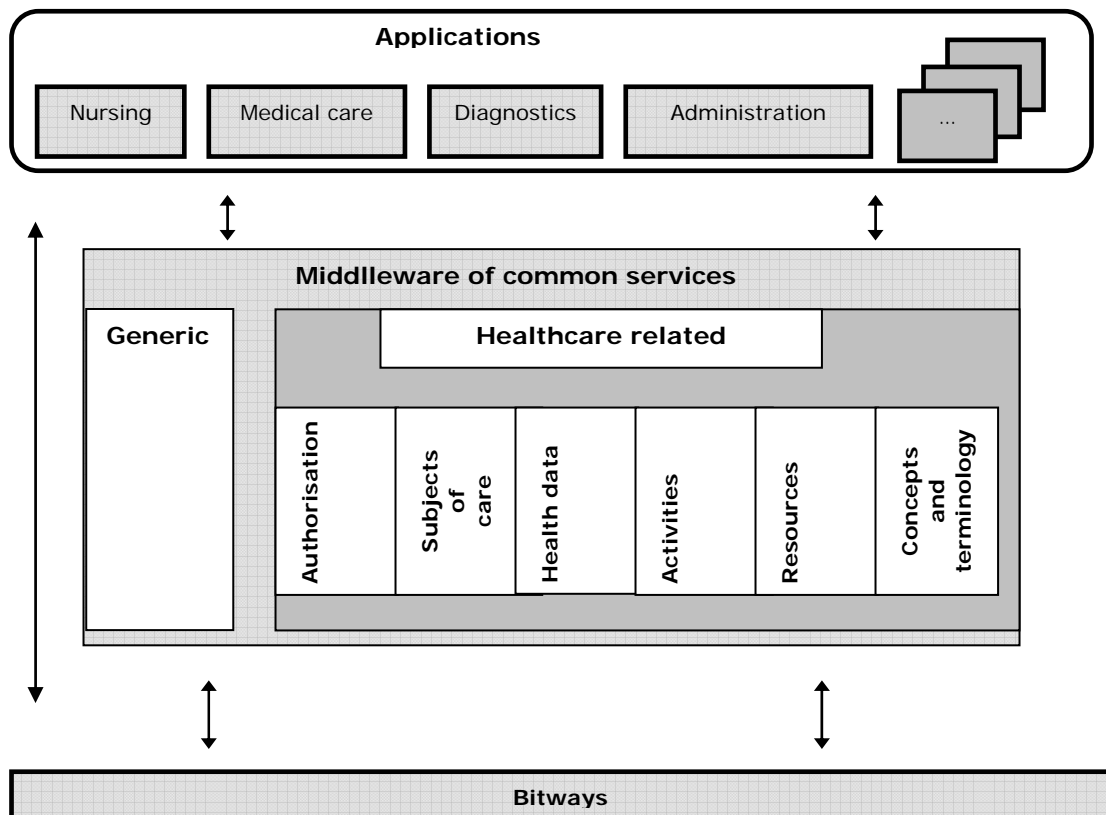 Applications
Nursing
Medical care
Diagnostics
Administration
...
Middlleware of common services
Generic
Healthcare related
Authorisation
Subjects
of
care
Health data
Activities
Resources
Concepts
and
terminology
Bitways